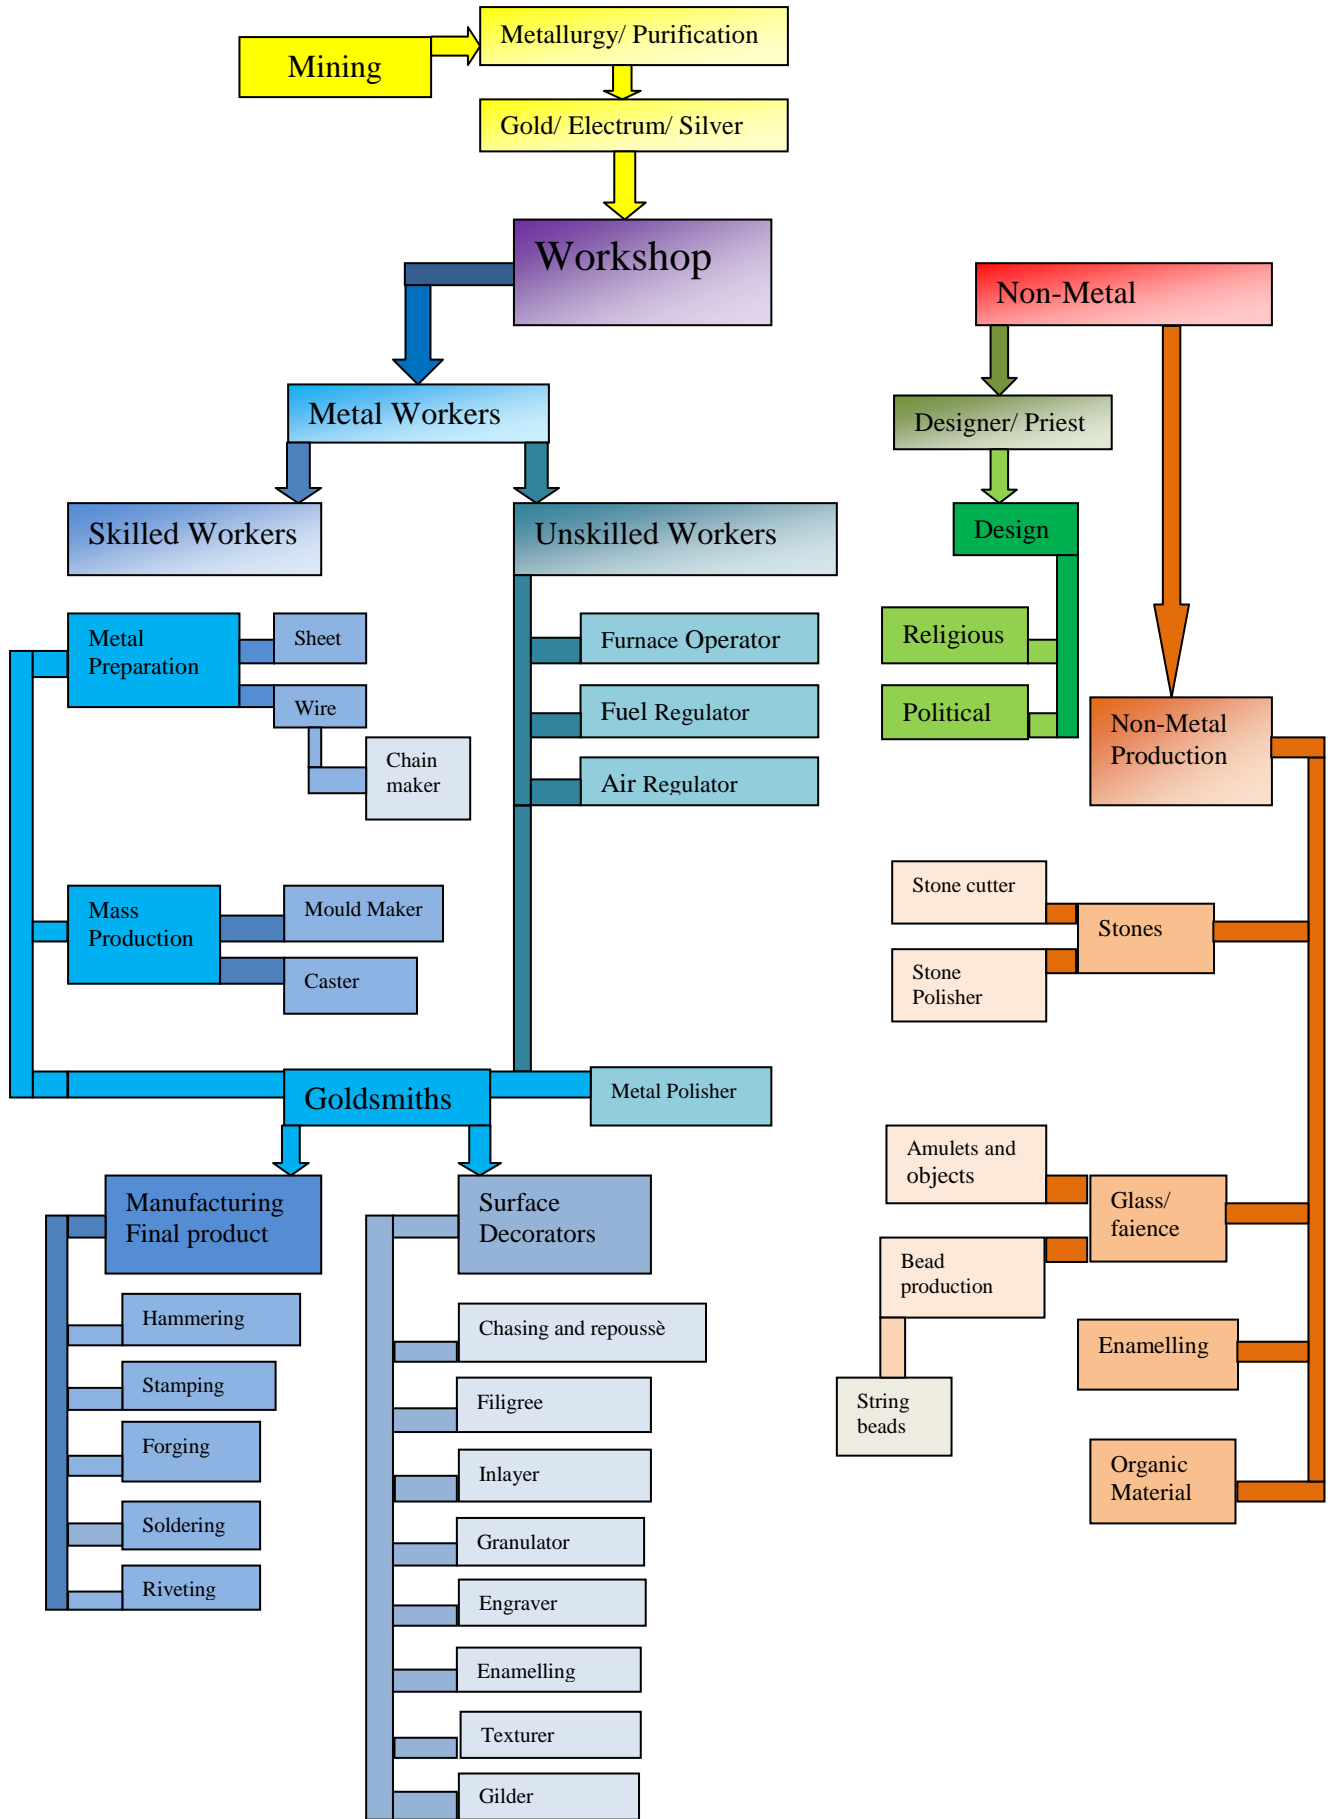 Metallurgy/ Purification
Mining
Gold/ Electrum/ Silver
Workshop
Non-Metal
Metal Workers
Designer/ Priest
Skilled Workers
Unskilled Workers
Design
Metal
Preparation
Sheet
Wire
Chain
maker
Furnace Operator
Fuel Regulator
Air Regulator
Religious
Political
Non-Metal
Production
Mass
Production
Mould Maker
Caster
Stone cutter
Stone
Polisher
Stones
Goldsmiths
Metal Polisher
Amulets and
objects
Glass/
faience
Bead
production
String
beads
Enamelling
Organic
Material
Manufacturing
Final product
Hammering
Stamping
Forging
Soldering
Riveting
Surface
Decorators
Chasing and repoussè
Filigree
Inlayer
Granulator
Engraver
Enamelling
Texturer
Gilder